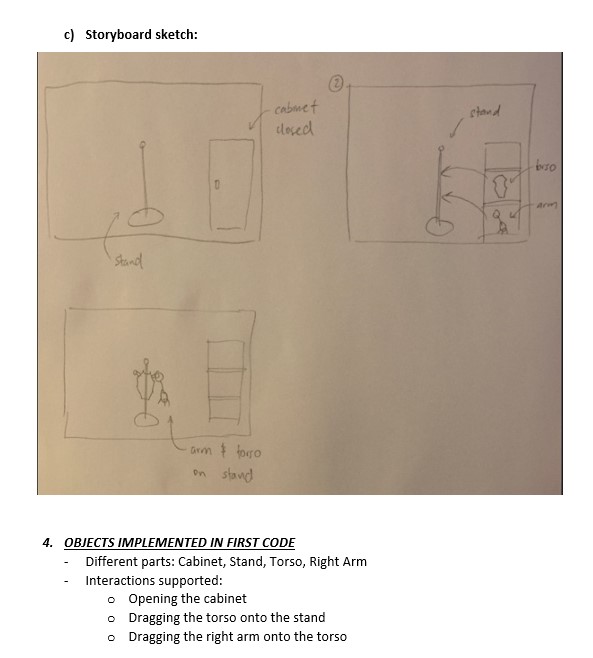 c) Storyboard sketch:
cabinet
closed
stand
2
stand
torso
arm
arm & torso
on stand
4. OBJECTS IMPLEMENTED IN FIRST CODE
- Different parts: Cabinet, Stand, Torso, Right Arm
- Interactions supported:
o Opening the cabinet
o Dragging the torso onto the stand
o Dragging the right arm onto the torso